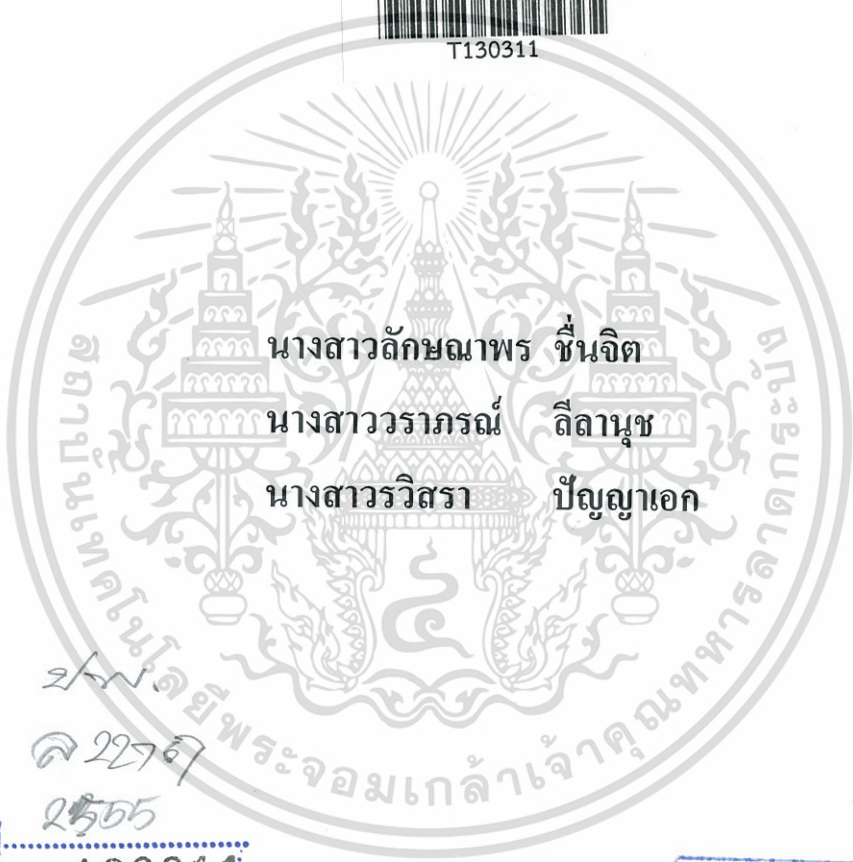 T130311
นางสาวลักษณาพร ชื่นจิต
นางสาววราภรณ์ ลีลานุช
นางสาวรวิสรา ปัญญาเอก
สถาบันเทคโนโลยีพระจอมเกล้าเจ้าคุณทหารลาดกระบัง
2555